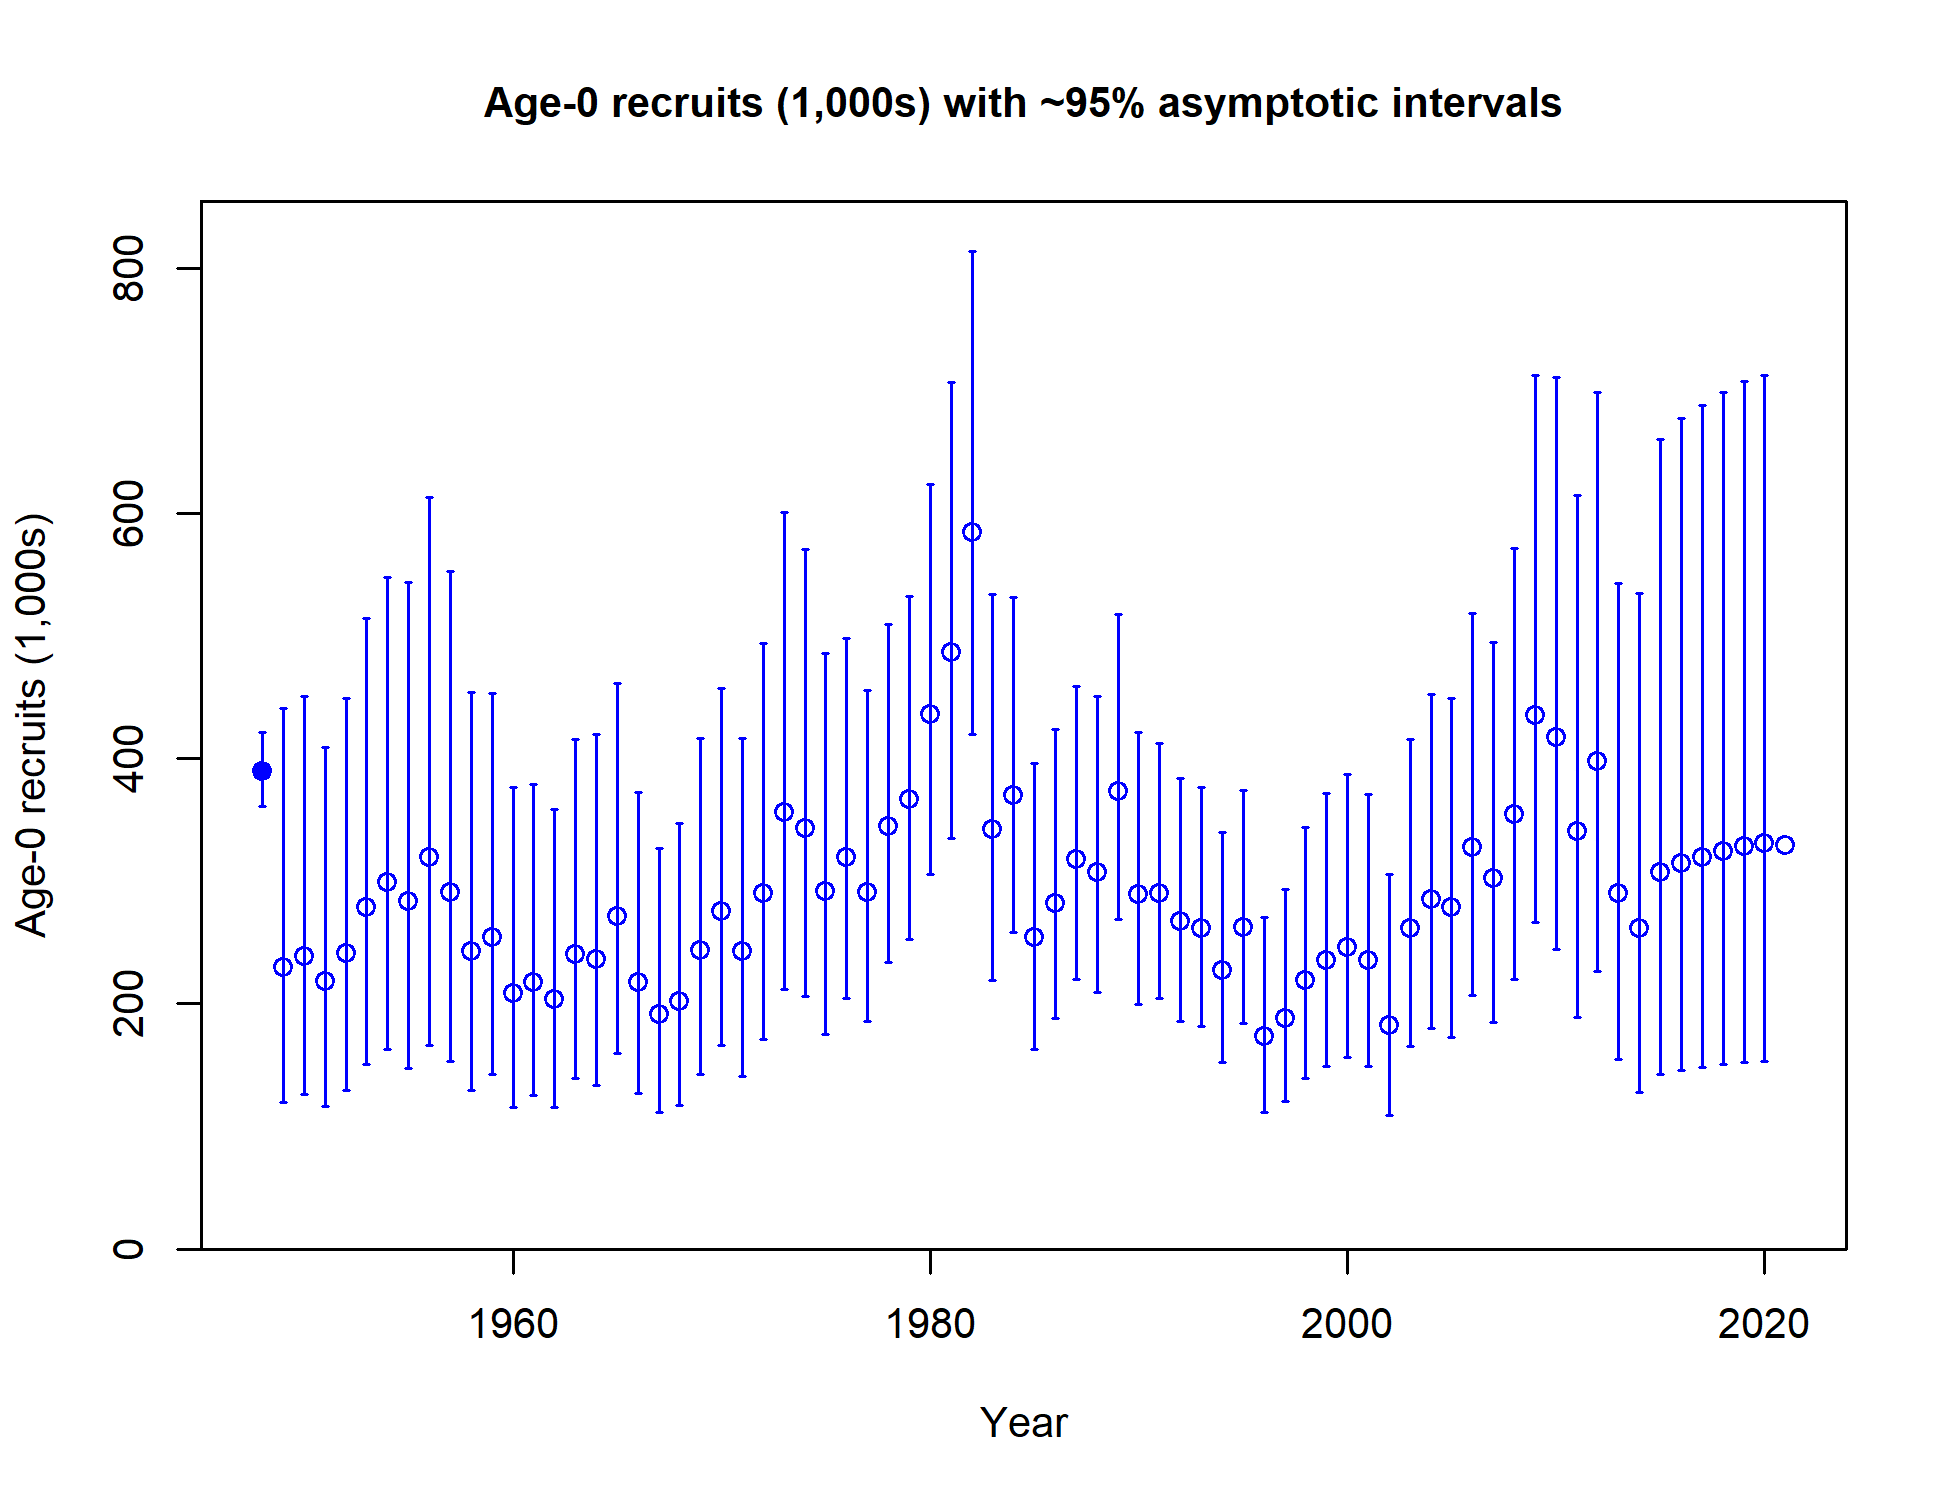 Age-0 recruits (1,000s) with ~95% asymptotic intervals
Age-0 recruits (1,000s)
800
600
400
200
0
1960 1980 2000 2020
Year